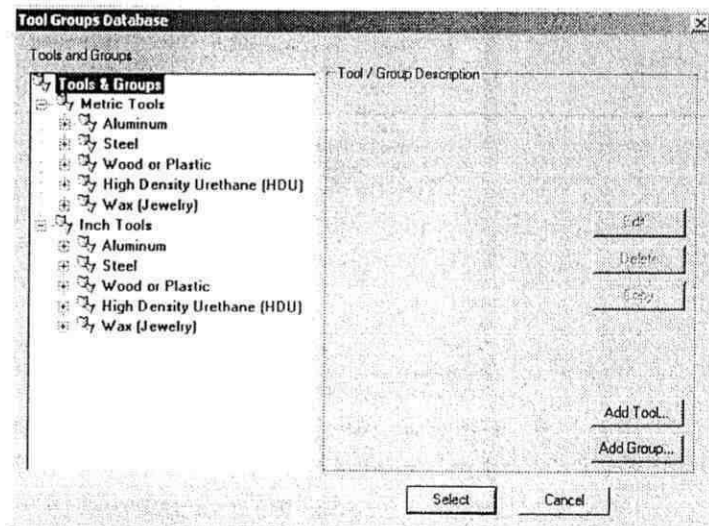 Tool Groups Database
Tools and Groups
Tool / Group Description
Tools & Groups
Metric Tools
Aluminum
Steel
Wood or Plastic
High Density Urethane (HDU)
Wax (Jewelry)
Inch Tools
Aluminum
Steel
Wood or Plastic
High Density Urethane (HDU)
Wax (Jewelry)
Edit
Delete
Copy
Add Tool...
Add Group...
Select
Cancel